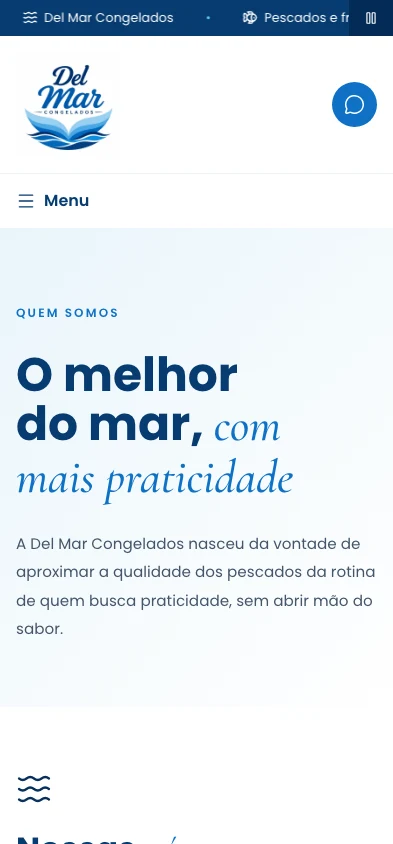 Del Mar Congelados • Pescados e fr
Del
Mar
CONGELADOS
Menu
QUEM SOMOS
O melhor
do mar, com
mais praticidade
A Del Mar Congelados nasceu da vontade de
aproximar a qualidade dos pescados da rotina
de quem busca praticidade, sem abrir mão do
sabor.